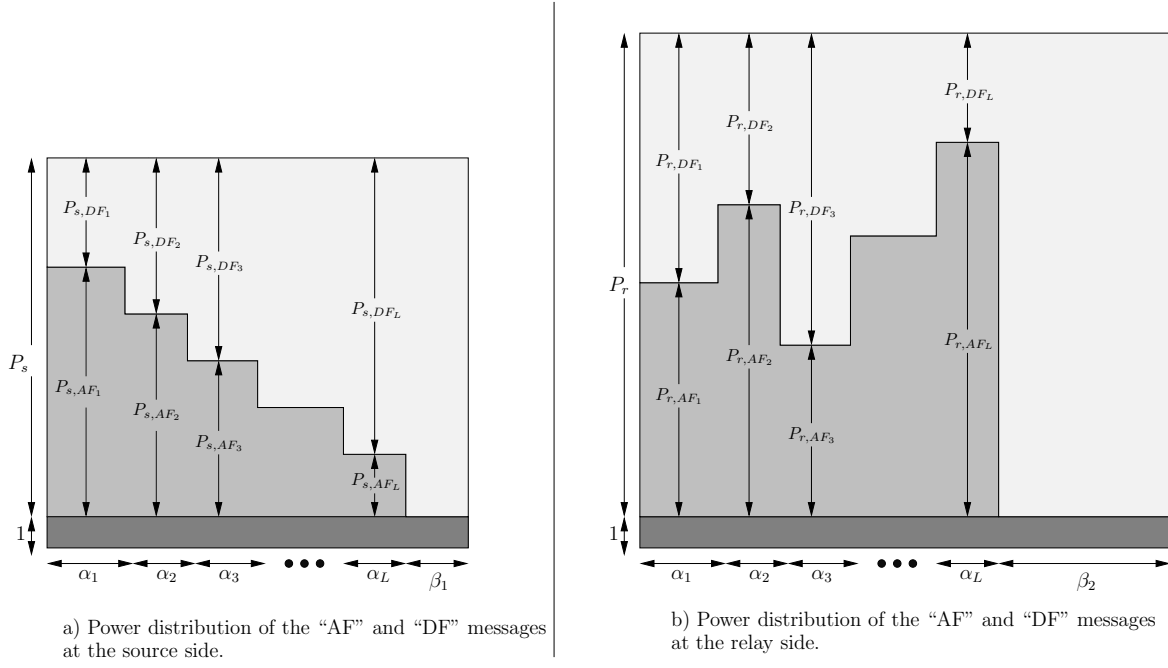 P_{s,DF_1}
P_{s,DF_2}
P_{s,DF_3}
P_{s,DF_L}
P_s
P_{s,AF_1}
P_{s,AF_2}
P_{s,AF_3}
P_{s,AF_L}
1
α_1 α_2 α_3 ••• α_L β_1
a) Power distribution of the “AF” and “DF” messages
at the source side.
P_{r,DF_L}
P_{r,DF_2}
P_{r,DF_1}
P_{r,DF_3}
P_r
P_{r,AF_1}
P_{r,AF_2}
P_{r,AF_L}
P_{r,AF_3}
1
α_1 α_2 α_3 ••• α_L β_2
b) Power distribution of the “AF” and “DF” messages
at the relay side.